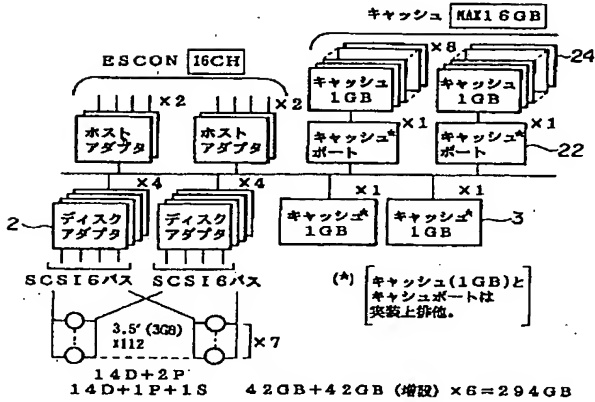 キャッシュ MAX16GB
ESCON 16CH
×8
24
キャッシュ 1GB
キャッシュ 1GB
×2
×2
×1
×1
ホスト アダプタ
ホスト アダプタ
キャッシュ* ポート
キャッシュ* ポート
22
×4
×4
×1
×1
2
ディスク アダプタ
ディスク アダプタ
キャッシュ* 1GB
キャッシュ* 1GB
3
SCSI6パス
SCSI6パス
(*)
キャッシュ(1GB)と
キャシュボートは
実装上排他。
3.5′(3GB)
x112
×7
14D+2P
14D+1P+1S
42GB+42GB (増設) ×6=294GB